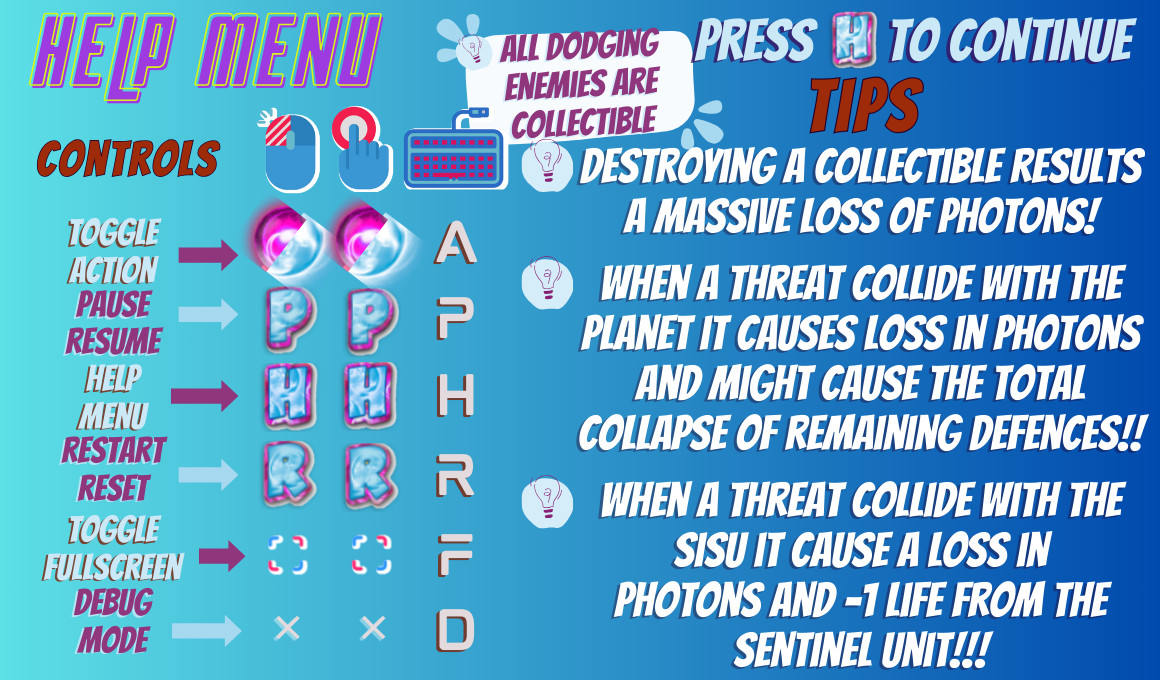 HELP MENU
ALL DODGING
ENEMIES ARE
COLLECTIBLE
PRESS H TO CONTINUE
CONTROLS
TOGGLE
ACTION
A
PAUSE
RESUME
P P P
HELP
MENU
H H H
RESTART
RESET
R R R
TOGGLE
FULLSCREEN
F
DEBUG
MODE
× × D
TIPS
DESTROYING A COLLECTIBLE RESULTS
A MASSIVE LOSS OF PHOTONS!
WHEN A THREAT COLLIDE WITH THE
PLANET IT CAUSES LOSS IN PHOTONS
AND MIGHT CAUSE THE TOTAL
COLLAPSE OF REMAINING DEFENCES!!
WHEN A THREAT COLLIDE WITH THE
SISU IT CAUSE A LOSS IN
PHOTONS AND -1 LIFE FROM THE
SENTINEL UNIT!!!